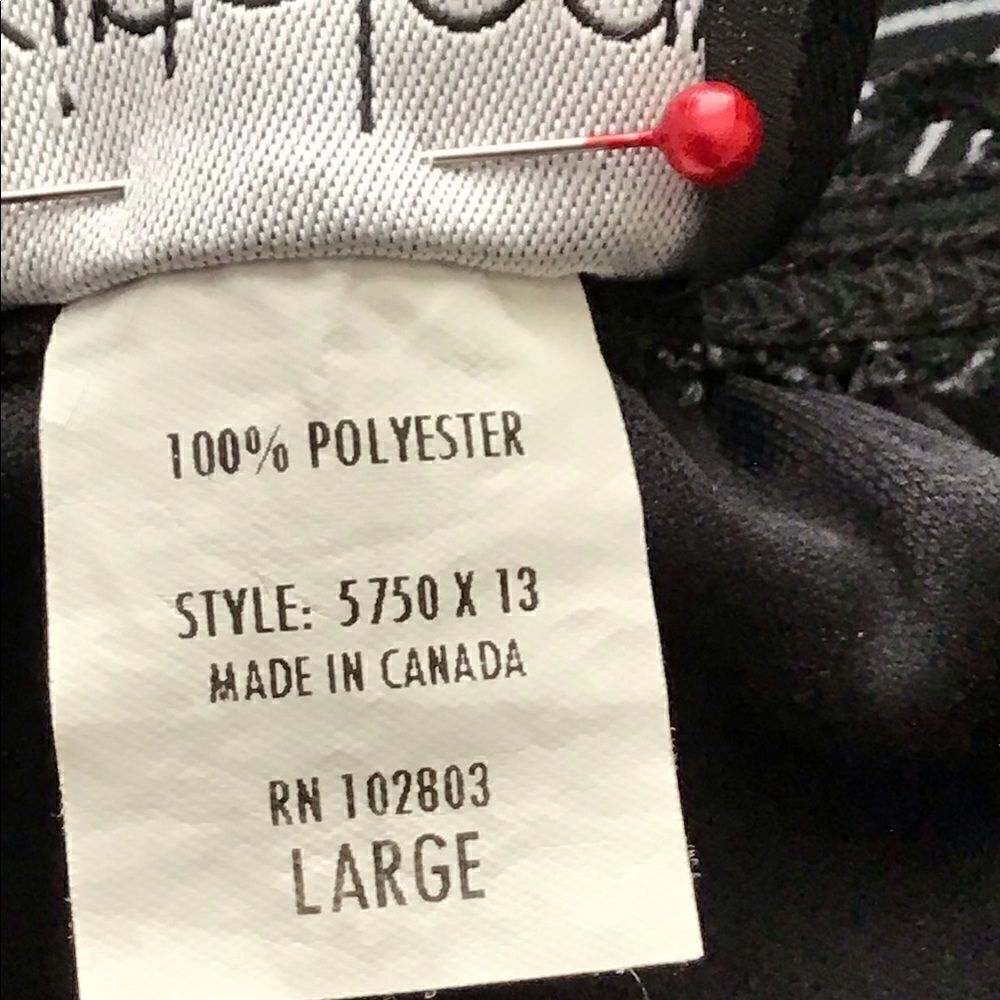 100% POLYESTER
STYLE: 5750 X 13
MADE IN CANADA
RN 102803
LARGE